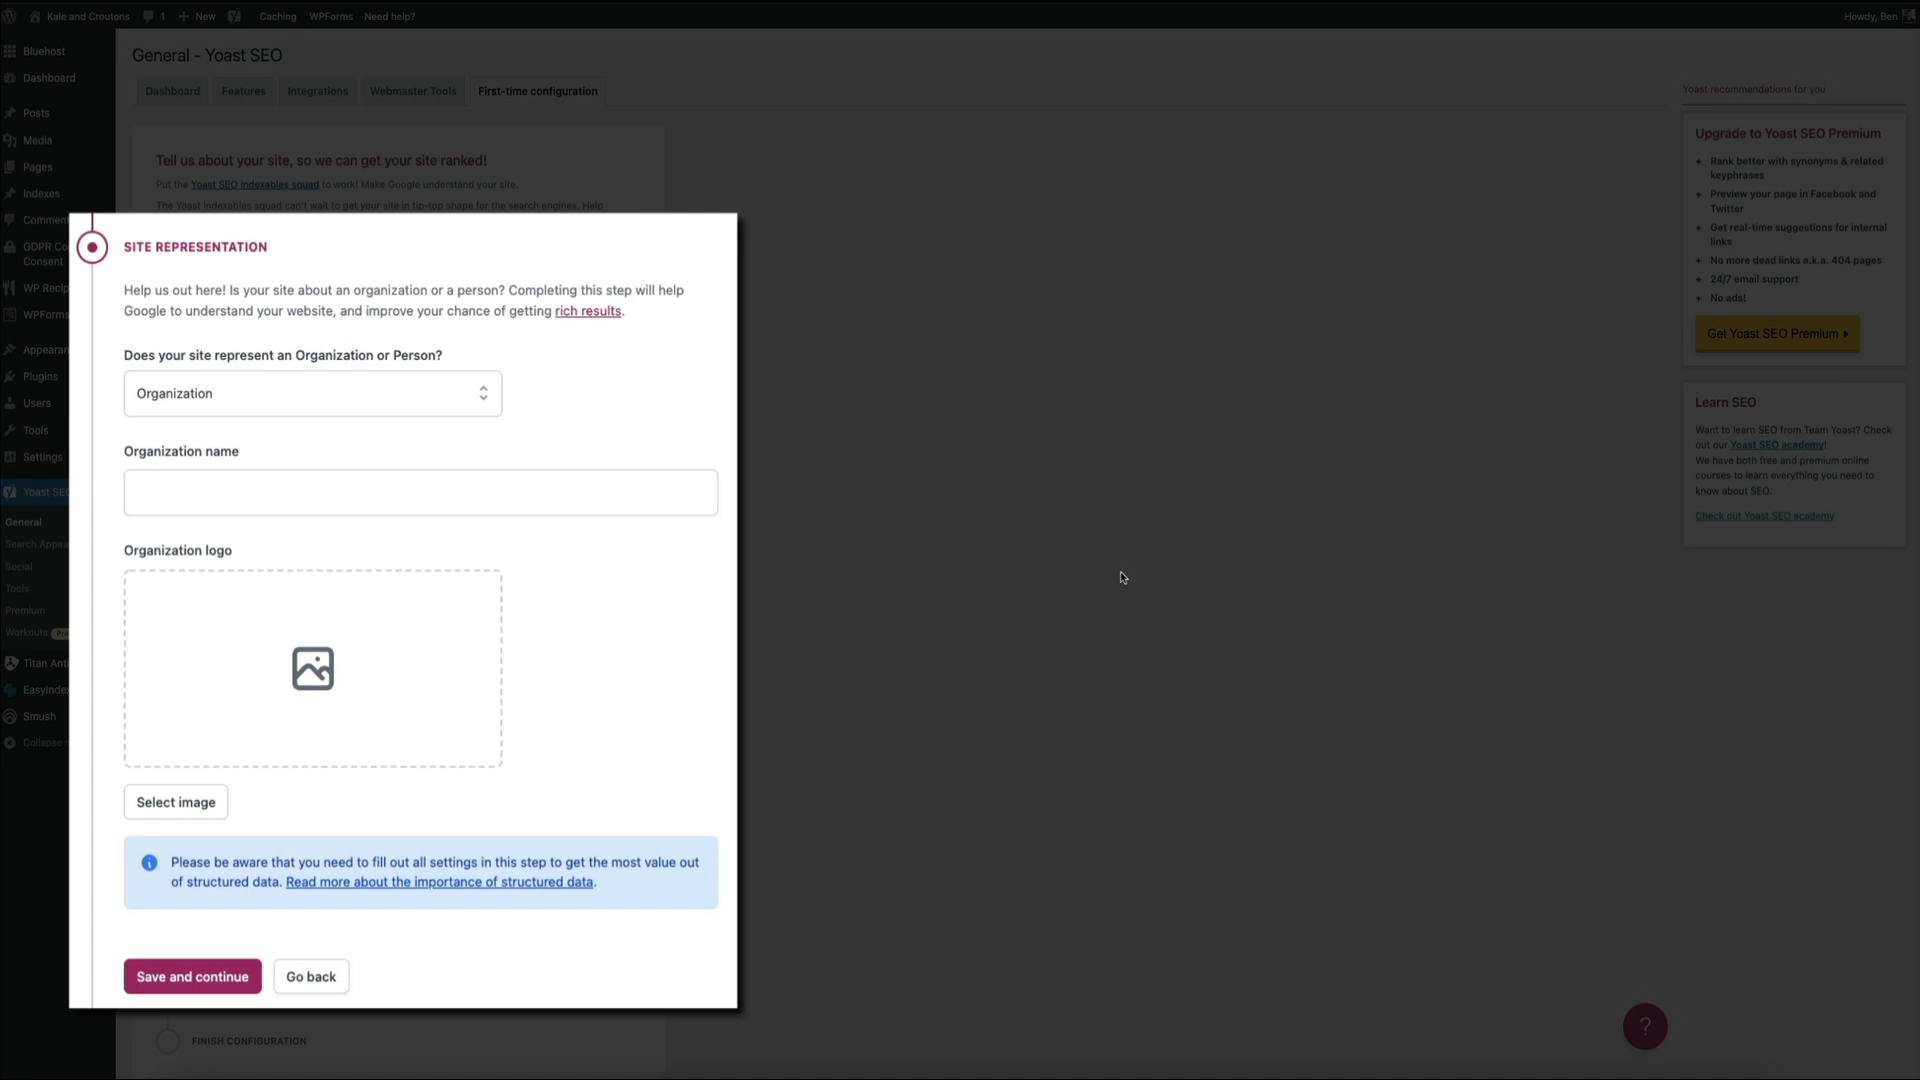 Kale and Croutons
1
New
Caching
WPForms
Need help?
Howdy, Ben
Bluehost
Dashboard
Posts
Media
Pages
Indexes
Commen
GDPR Co
Consent
WP Recip
WPForms
Appearan
Plugins
Users
Tools
Settings
Yoast SEO
General
Search Appea
Social
Tools
Premium
Workouts Pre
Titan Anti
EasyIndex
Smush
Collapse
General - Yoast SEO
Dashboard
Features
Integrations
Webmaster Tools
First-time configuration
Tell us about your site, so we can get your site ranked!
Put the Yoast SEO indexables squad to work! Make Google understand your site.
The Yoast indexables squad can't wait to get your site in tip-top shape for the search engines. Help
SITE REPRESENTATION
Help us out here! Is your site about an organization or a person? Completing this step will help
Google to understand your website, and improve your chance of getting rich results.
Does your site represent an Organization or Person?
Organization
Organization name
Organization logo
Select image
Please be aware that you need to fill out all settings in this step to get the most value out
of structured data. Read more about the importance of structured data.
Save and continue
Go back
FINISH CONFIGURATION
Yoast recommendations for you
Upgrade to Yoast SEO Premium
+ Rank better with synonyms & related
keyphrases
+ Preview your page in Facebook and
Twitter
+ Get real-time suggestions for internal
links
+ No more dead links a.k.a. 404 pages
+ 24/7 email support
+ No ads!
Get Yoast SEO Premium
Learn SEO
Want to learn SEO from Team Yoast? Check
out our Yoast SEO academy!
We have both free and premium online
courses to learn everything you need to
know about SEO.
Check out Yoast SEO academy
?